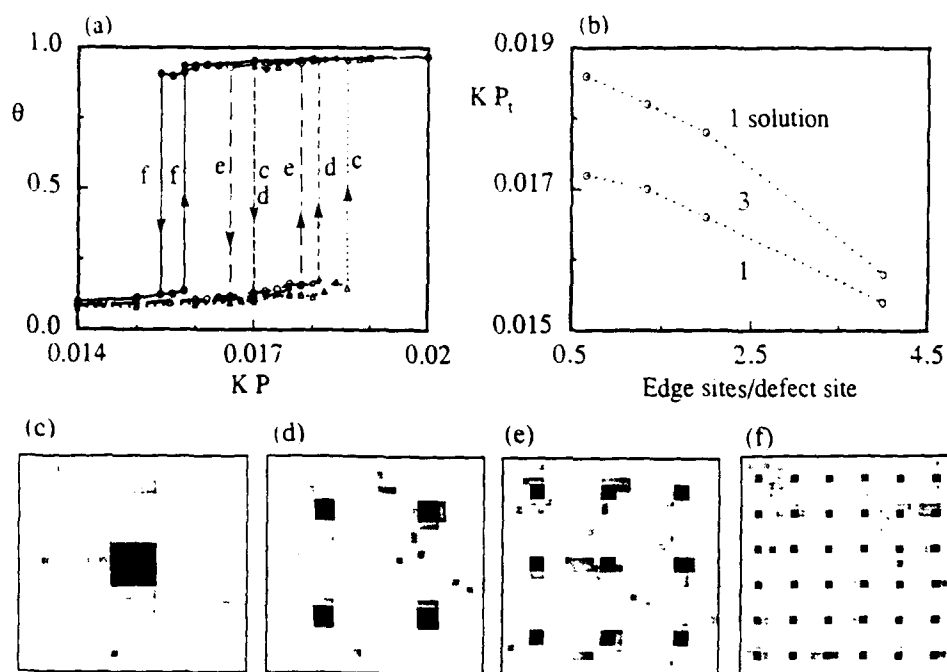 (a)
1.0
θ
0.5
0.0
f
f
e
c
d
e
d
c
0.014
0.017
0.02
K P
(b)
0.019
K Pt
0.017
0.015
1 solution
3
1
0.5
2.5
4.5
Edge sites/defect site
(c)
(d)
(e)
(f)